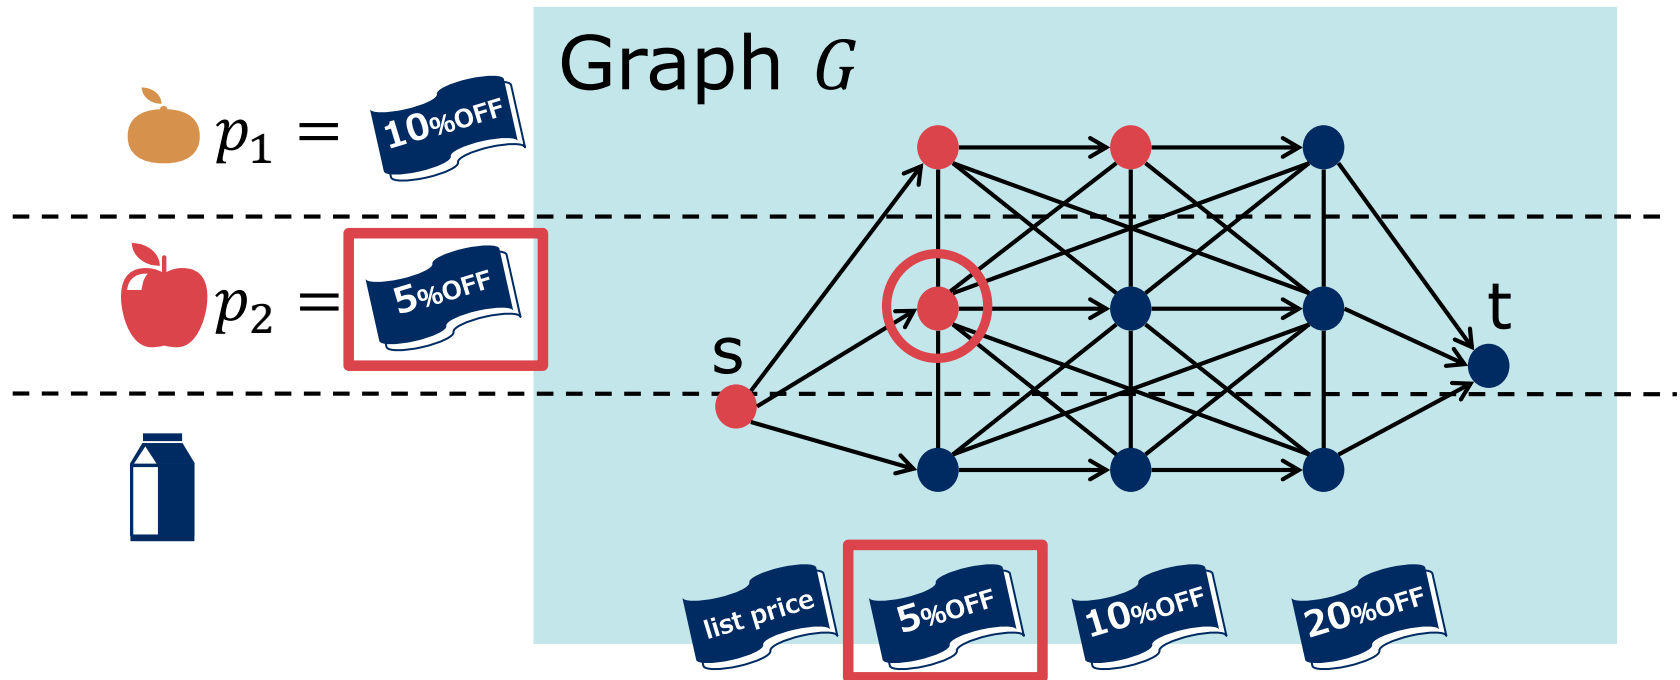 Graph G
p₁ = 10%OFF
p₂ = 5%OFF
s
t
list price
5%OFF
10%OFF
20%OFF